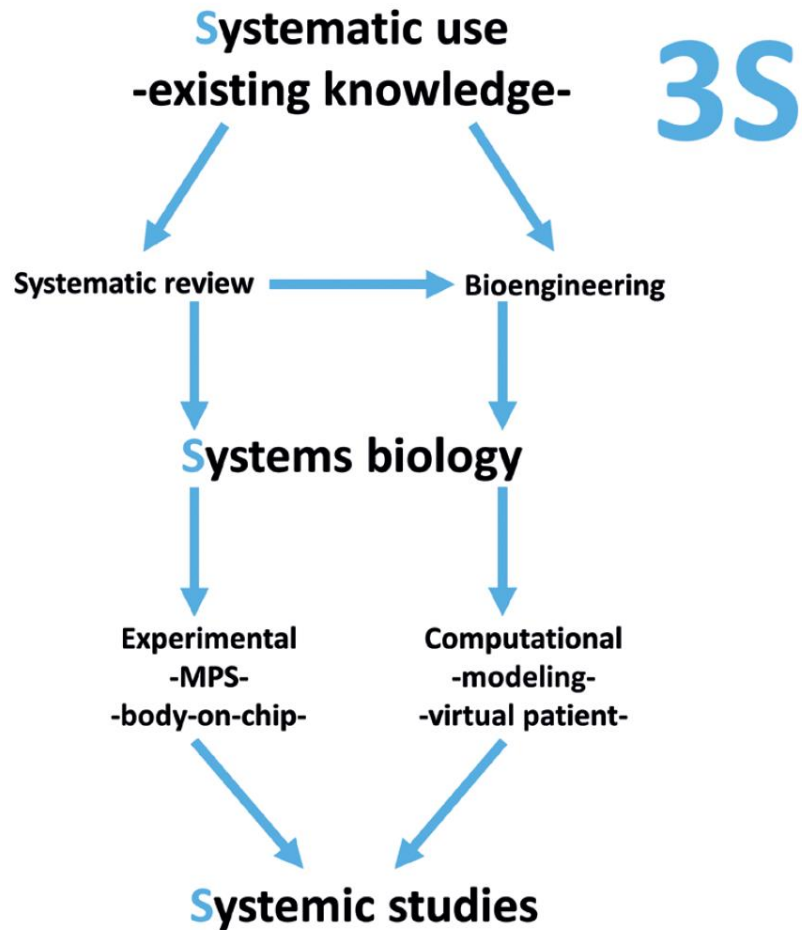 Systematic use
-existing knowledge-
3S
Systematic review
Bioengineering
Systems biology
Experimental
-MPS-
-body-on-chip-
Computational
-modeling-
-virtual patient-
Systemic studies